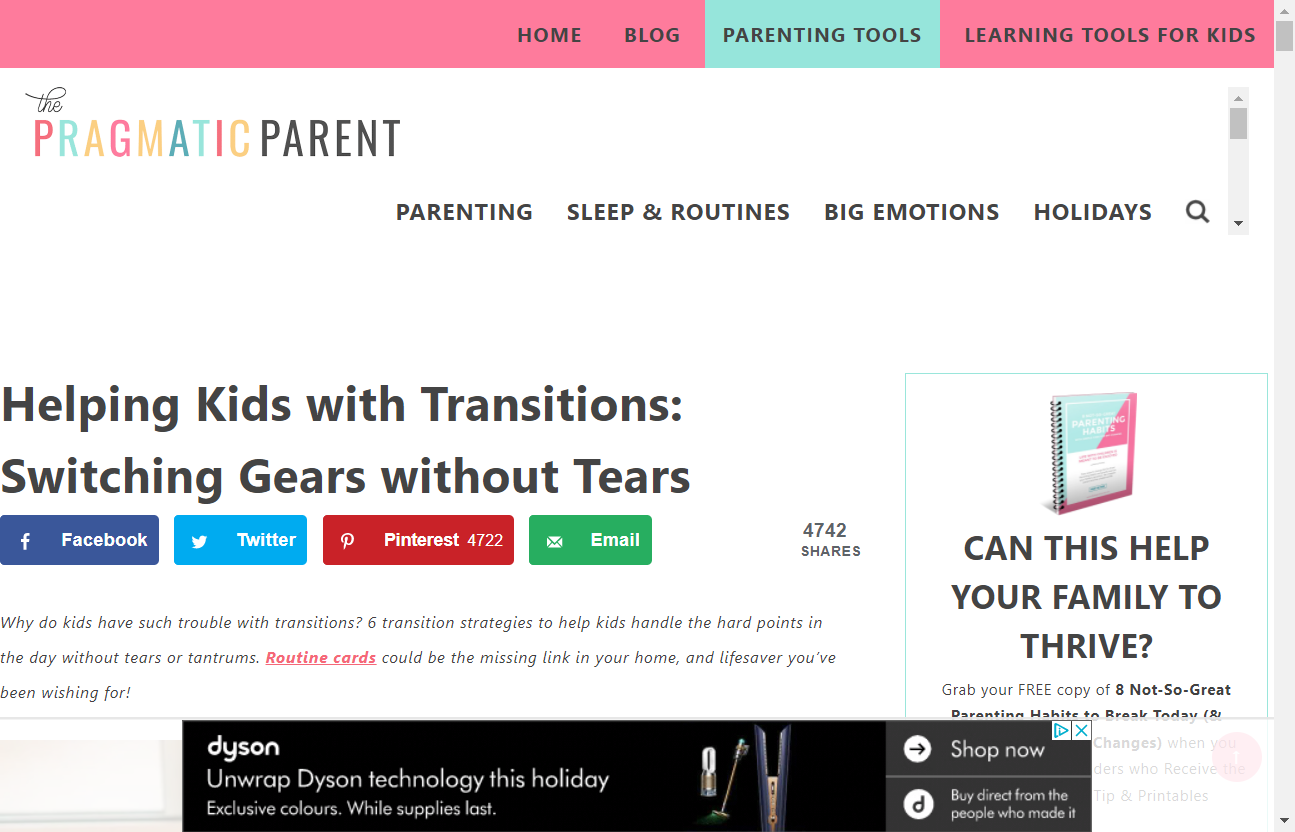 HOME BLOG PARENTING TOOLS LEARNING TOOLS FOR KIDS
the
PRAGMATIC PARENT
PARENTING SLEEP & ROUTINES BIG EMOTIONS HOLIDAYS
Helping Kids with Transitions:
Switching Gears without Tears
Facebook Twitter Pinterest 4722 Email
4742
SHARES
Why do kids have such trouble with transitions? 6 transition strategies to help kids handle the hard points in
the day without tears or tantrums. Routine cards could be the missing link in your home, and lifesaver you've
been wishing for!
PARENTING
HABITS
CAN THIS HELP
YOUR FAMILY TO
THRIVE?
Grab your FREE copy of 8 Not-So-Great
Parenting Habits to Break Today (&
Changes) when you
ders who Receive the
Tip & Printables
dyson
Unwrap Dyson technology this holiday
Exclusive colours. While supplies last.
Shop now
Buy direct from the
people who made it